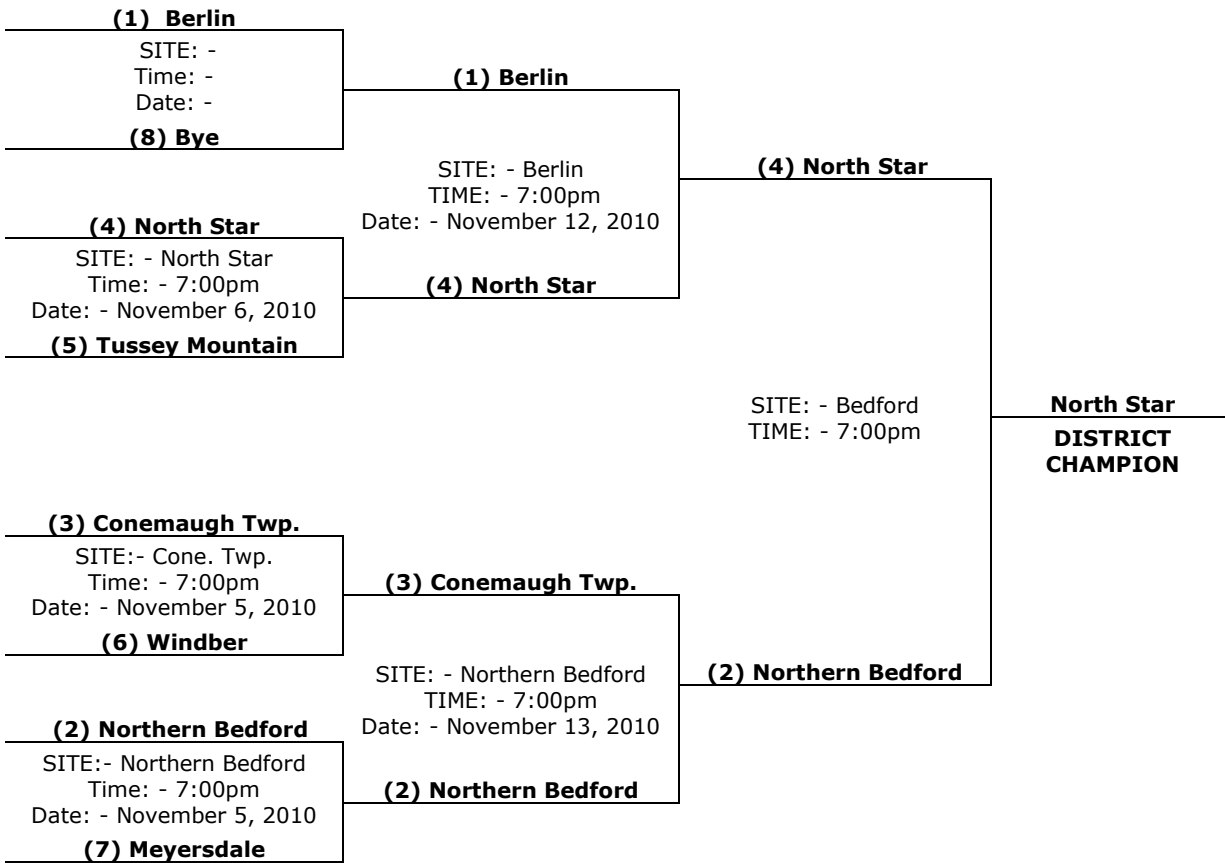 (1)  Berlin
SITE: -
Time: -
Date: -
(8) Bye
(1) Berlin
SITE: - Berlin
TIME: - 7:00pm
Date: - November 12, 2010
(4) North Star
(4) North Star
SITE: - North Star
Time: - 7:00pm
Date: - November 6, 2010
(5) Tussey Mountain
(4) North Star
SITE: - Bedford
TIME: - 7:00pm
North Star
DISTRICT
CHAMPION
(3) Conemaugh Twp.
SITE:- Cone. Twp.
Time: - 7:00pm
Date: - November 5, 2010
(6) Windber
(3) Conemaugh Twp.
SITE: - Northern Bedford
TIME: - 7:00pm
Date: - November 13, 2010
(2) Northern Bedford
(2) Northern Bedford
SITE:- Northern Bedford
Time: - 7:00pm
Date: - November 5, 2010
(7) Meyersdale
(2) Northern Bedford